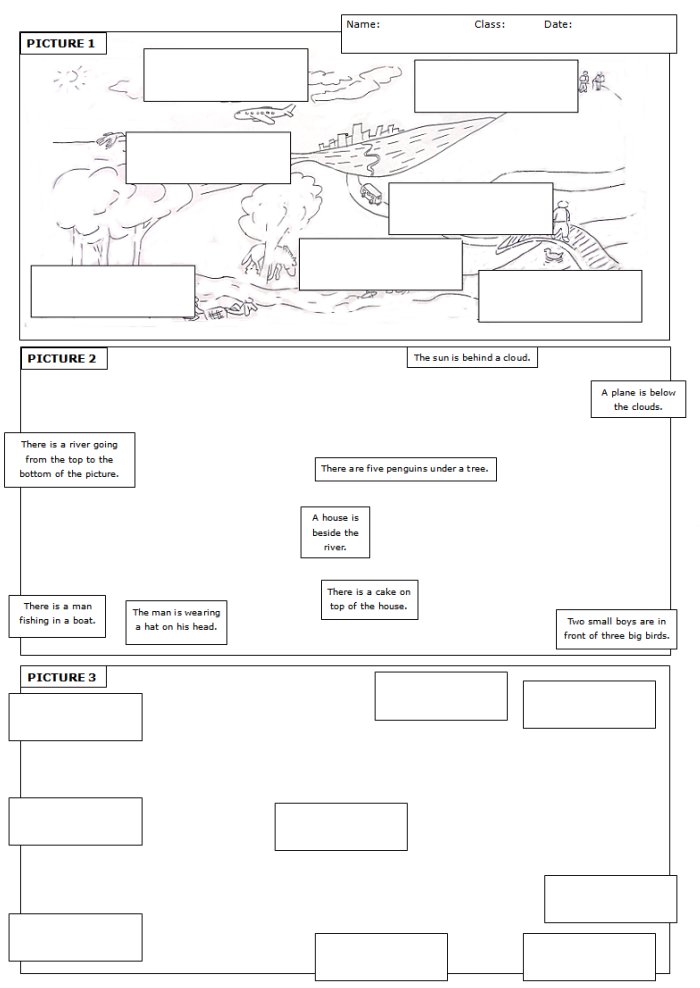 Name: Class: Date:
PICTURE 1
PICTURE 2
The sun is behind a cloud.
A plane is below
the clouds.
There is a river going
from the top to the
bottom of the picture.
There are five penguins under a tree.
A house is
beside the
river.
There is a cake on
top of the house.
There is a man
fishing in a boat.
The man is wearing
a hat on his head.
Two small boys are in
front of three big birds.
PICTURE 3